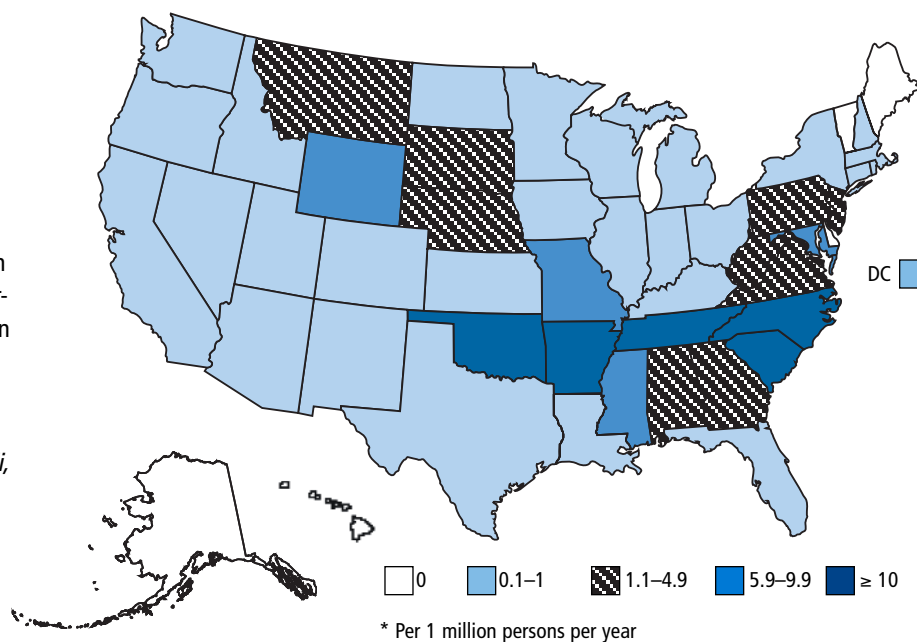 n
r-
n
i,
DC
0 0.1–1 1.1–4.9 5.9–9.9 ≥ 10
* Per 1 million persons per year